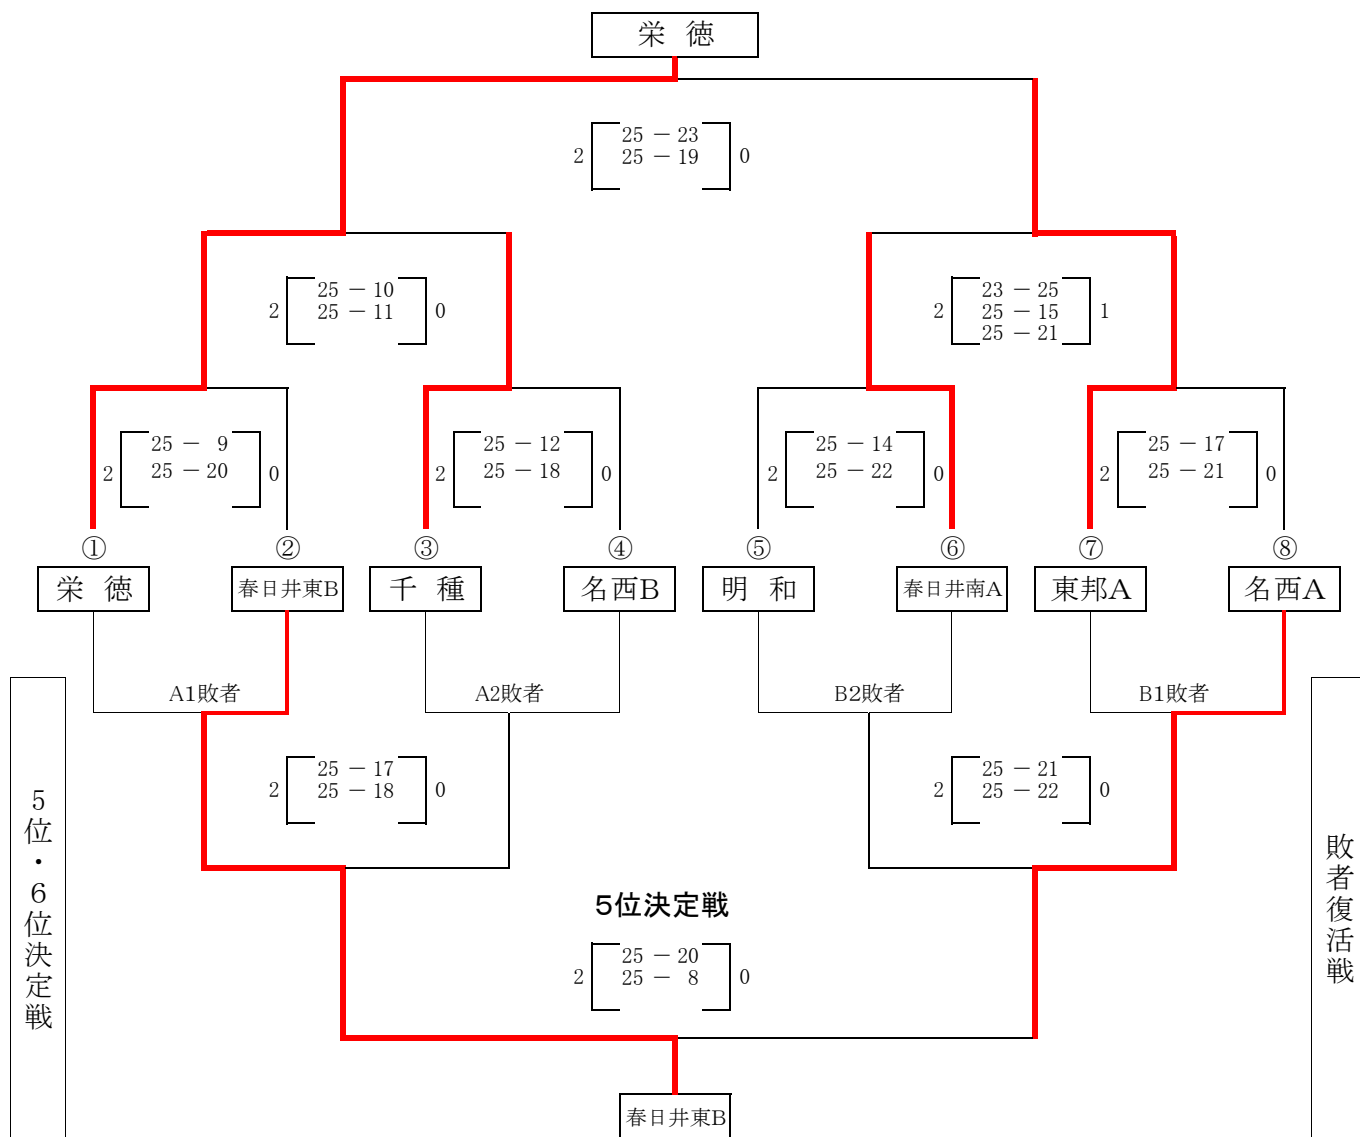 栄 徳
25 － 23
2 25 － 19 0
25 － 10
2 25 － 11 0
23 － 25
2 25 － 15 1
25 － 21
25 － 9
25 － 20
2 0
25 － 12
25 － 18
2 0
25 － 14
25 － 22
2 0
25 － 17
25 － 21
2 0
① ② ③ ④ ⑤ ⑥ ⑦ ⑧
栄 徳 春日井東B 千 種 名西B 明 和 春日井南A 東邦A 名西A
A1敗者 A2敗者 B2敗者 B1敗者
25 － 17
2 25 － 18 0
25 － 21
2 25 － 22 0
5位・6位決定戦
敗者復活戦
5位決定戦
25 － 20
2 25 － 8 0
春日井東B